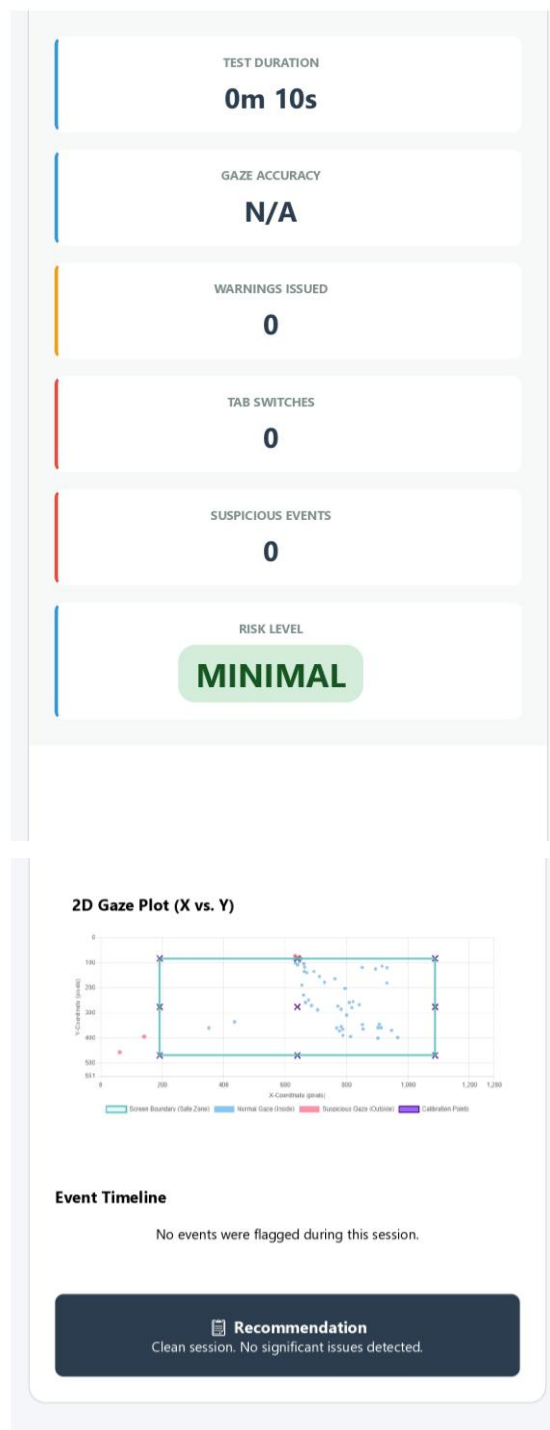 TEST DURATION
0m 10s
GAZE ACCURACY
N/A
WARNINGS ISSUED
0
TAB SWITCHES
0
SUSPICIOUS EVENTS
0
RISK LEVEL
MINIMAL
2D Gaze Plot (X vs. Y)
0
100
200
300
400
500
551
Y-Coordinate (pixels)
0 200 400 600 800 1,000 1,200 1,280
X-Coordinate (pixels)
Screen Boundary (Safe Zone) Normal Gaze (Inside) Suspicious Gaze (Outside) Calibration Points
Event Timeline
No events were flagged during this session.
Recommendation
Clean session. No significant issues detected.